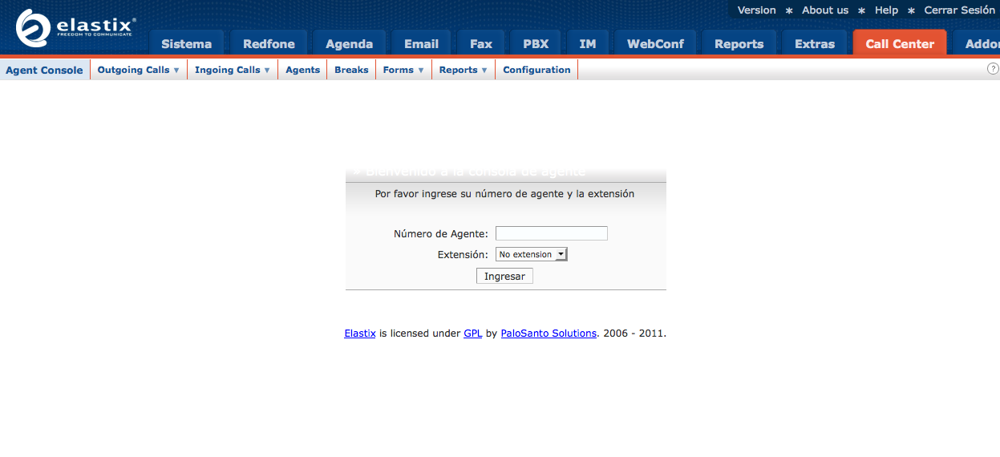 Version * About us * Help * Cerrar Sesión
elastix®
FREEDOM TO COMMUNICATE
Sistema Redfone Agenda Email Fax PBX IM WebConf Reports Extras Call Center Addon
Agent Console Outgoing Calls ▼ Ingoing Calls ▼ Agents Breaks Forms ▼ Reports ▼ Configuration ?
» Bienvenido a la consola de agente
Por favor ingrese su número de agente y la extensión
Número de Agente:
Extensión: No extension
Ingresar
Elastix is licensed under GPL by PaloSanto Solutions. 2006 - 2011.